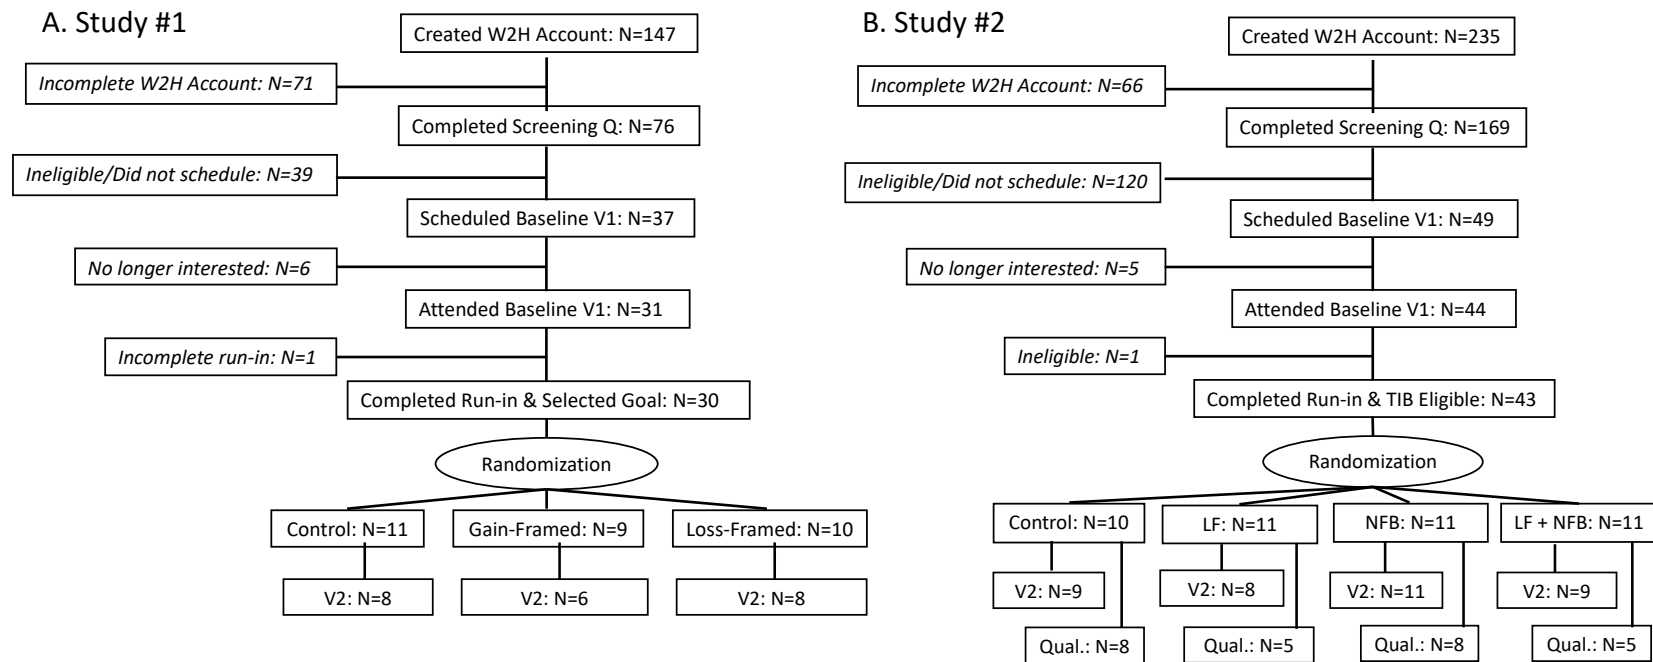 A. Study #1
Created W2H Account: N=147
Incomplete W2H Account: N=71
Completed Screening Q: N=76
Ineligible/Did not schedule: N=39
Scheduled Baseline V1: N=37
No longer interested: N=6
Attended Baseline V1: N=31
Incomplete run-in: N=1
Completed Run-in & Selected Goal: N=30
Randomization
Control: N=11
Gain-Framed: N=9
Loss-Framed: N=10
V2: N=8
V2: N=6
V2: N=8
B. Study #2
Created W2H Account: N=235
Incomplete W2H Account: N=66
Completed Screening Q: N=169
Ineligible/Did not schedule: N=120
Scheduled Baseline V1: N=49
No longer interested: N=5
Attended Baseline V1: N=44
Ineligible: N=1
Completed Run-in & TIB Eligible: N=43
Randomization
Control: N=10
LF: N=11
NFB: N=11
LF + NFB: N=11
V2: N=9
V2: N=8
V2: N=11
V2: N=9
Qual.: N=8
Qual.: N=5
Qual.: N=8
Qual.: N=5